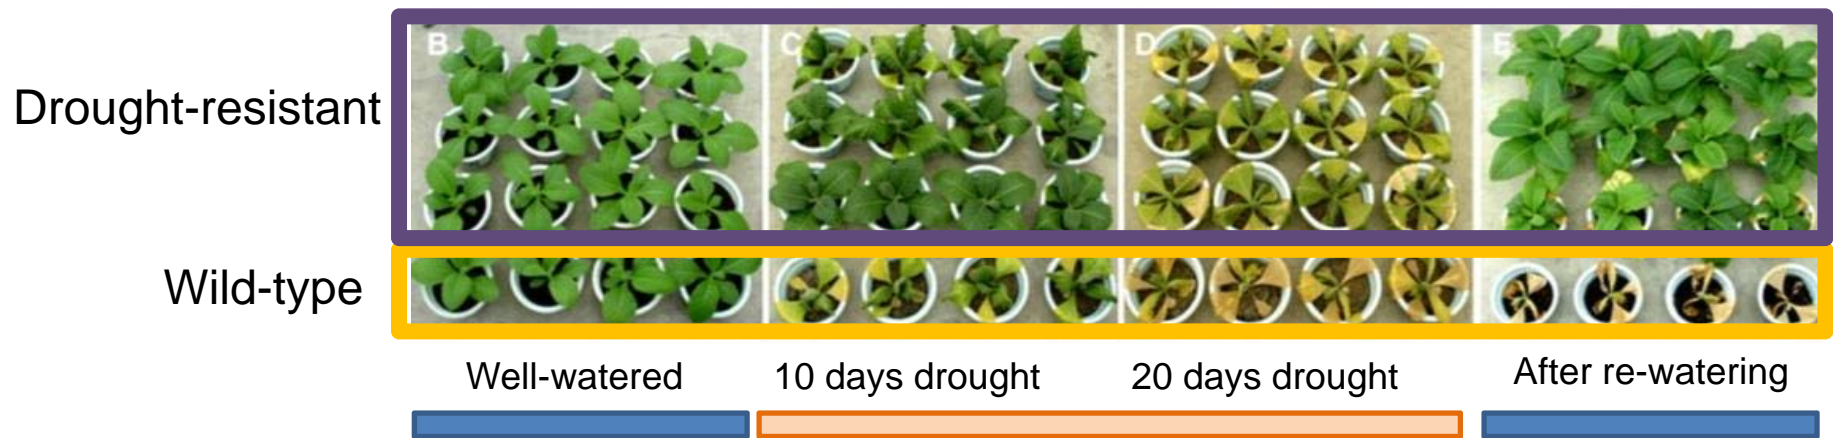 B C D E
Drought-resistant
Wild-type
Well-watered 10 days drought 20 days drought After re-watering